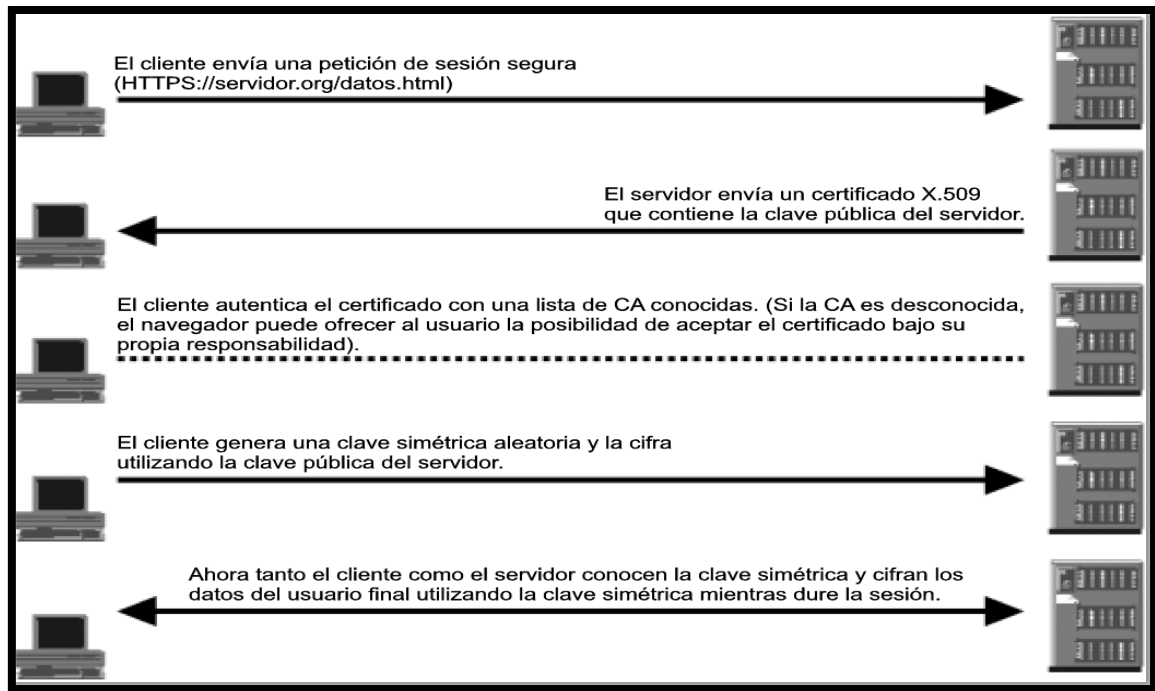 El cliente envía una petición de sesión segura
(HTTPS://servidor.org/datos.html)
El servidor envía un certificado X.509
que contiene la clave pública del servidor.
El cliente autentica el certificado con una lista de CA conocidas. (Si la CA es desconocida,
el navegador puede ofrecer al usuario la posibilidad de aceptar el certificado bajo su
propia responsabilidad).
El cliente genera una clave simétrica aleatoria y la cifra
utilizando la clave pública del servidor.
Ahora tanto el cliente como el servidor conocen la clave simétrica y cifran los
datos del usuario final utilizando la clave simétrica mientras dure la sesión.